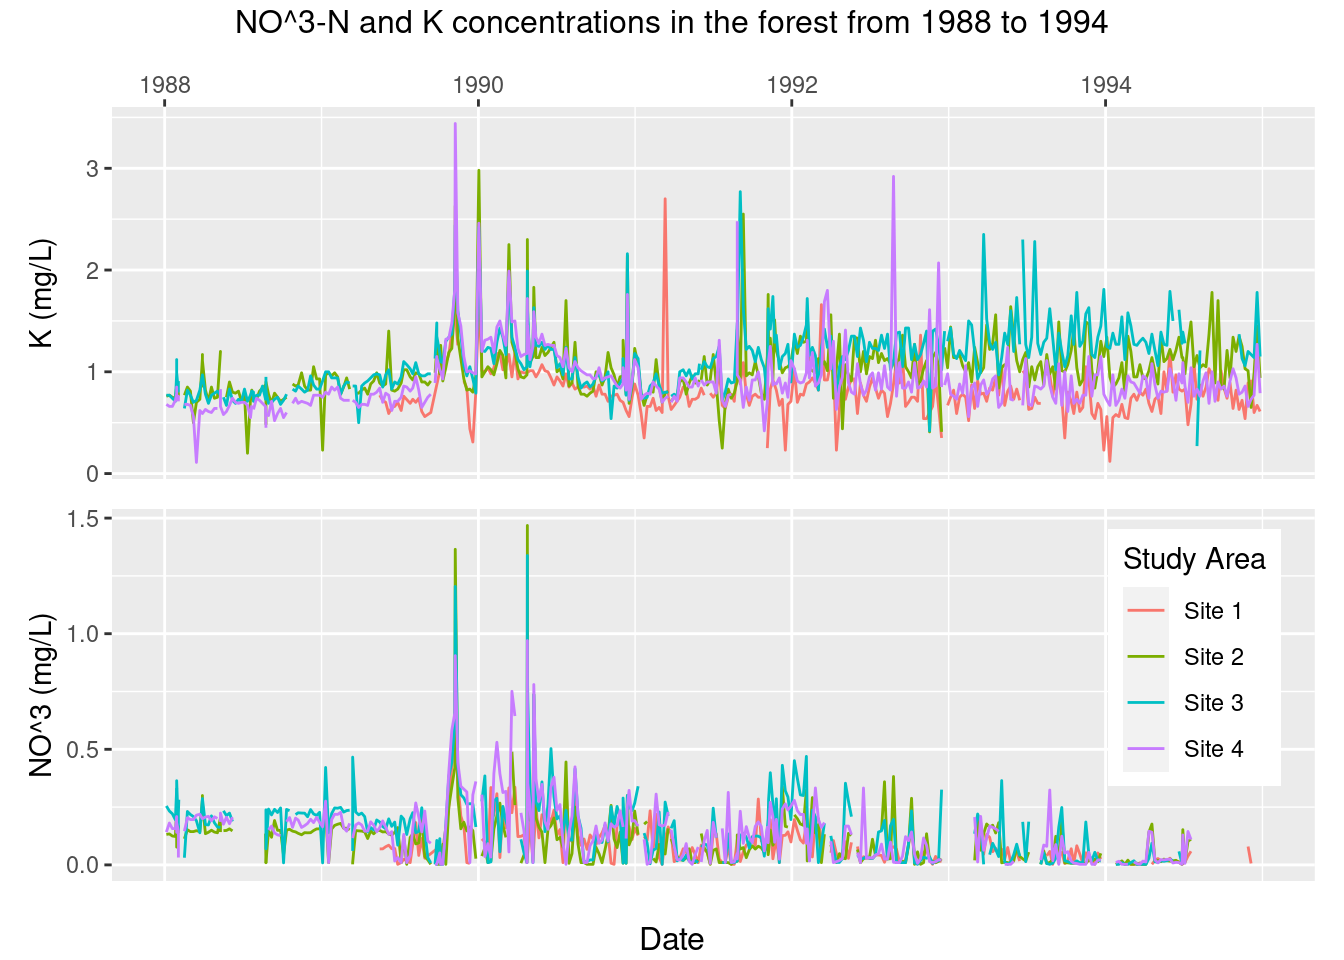 NO^3-N and K concentrations in the forest from 1988 to 1994
1988 1990 1992 1994
K (mg/L)
3
2
1
0
NO^3 (mg/L)
1.5
1.0
0.5
0.0
Study Area
Site 1
Site 2
Site 3
Site 4
Date